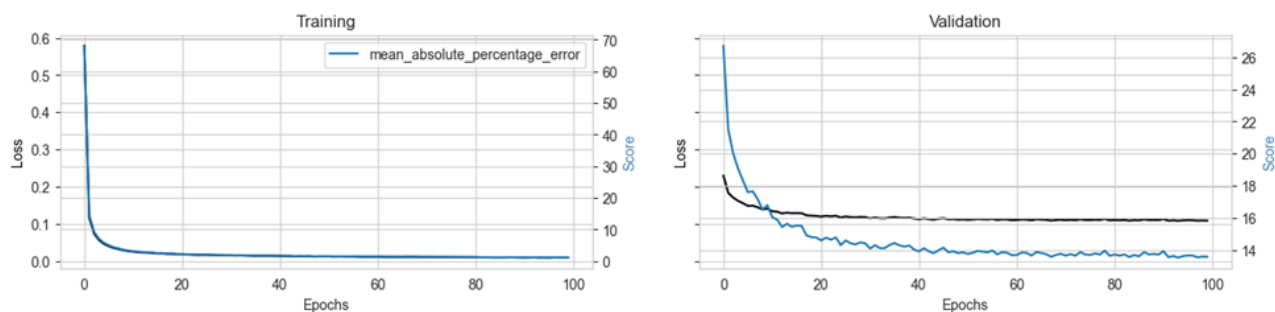 Training
mean_absolute_percentage_error
Loss
0.6
0.5
0.4
0.3
0.2
0.1
0.0
70
60
50
40
30
20
10
0
Score
0 20 40 60 80 100
Epochs
Validation
Loss
26
24
22
20
18
16
14
Score
0 20 40 60 80 100
Epochs